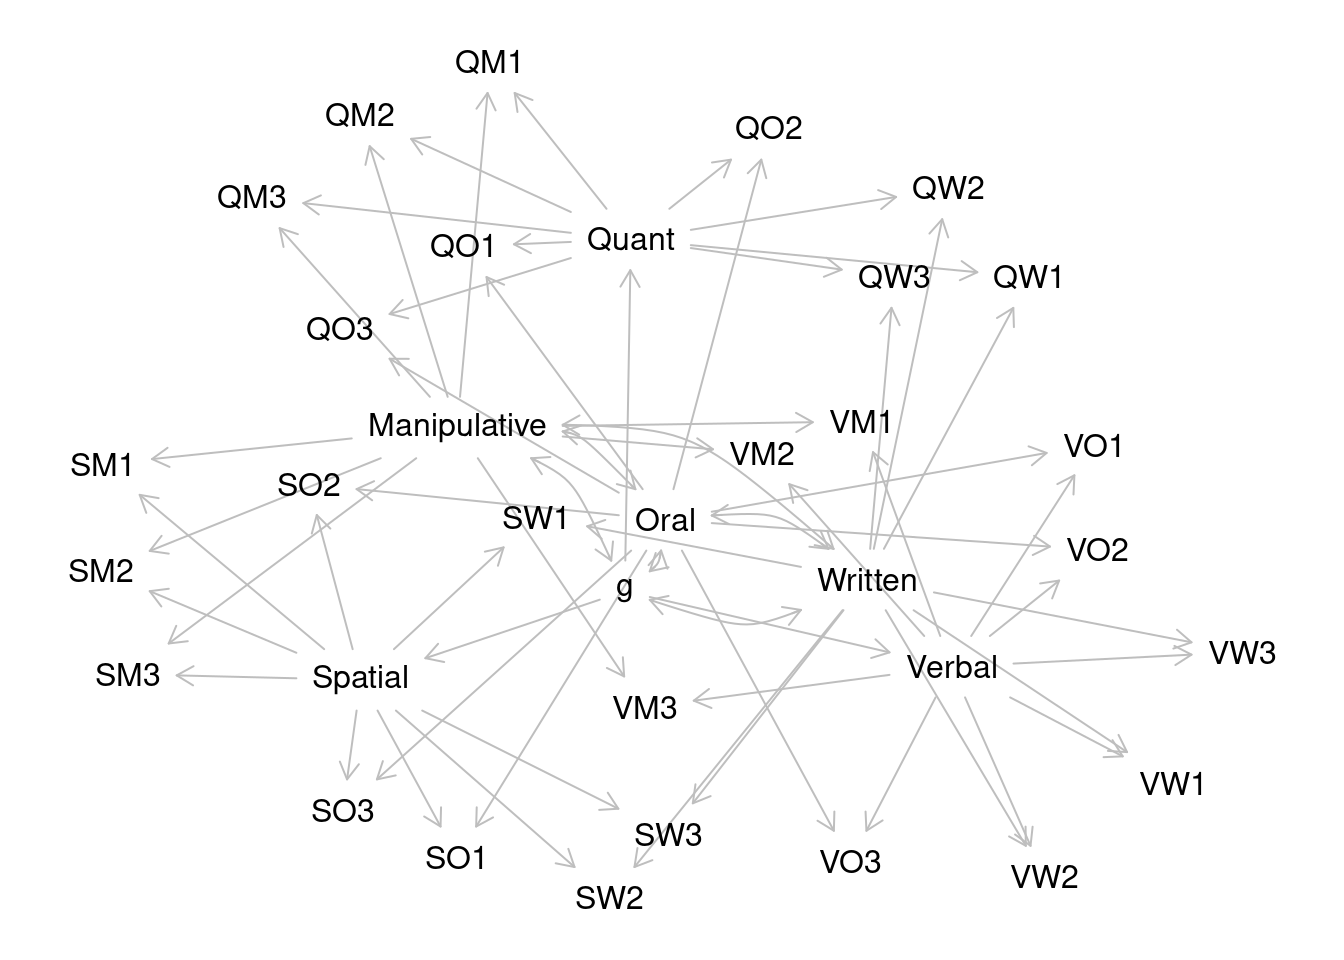 QM1
QM2
QO2
QW2
QM3
Quant
QO1
QW3
QW1
QO3
Manipulative
VM1
VO1
VM2
SM1
SO2
SW1
Oral
VO2
SM2
g
Written
VW3
Verbal
SM3
Spatial
VM3
VW1
SO3
SW3
SO1
VO3
VW2
SW2